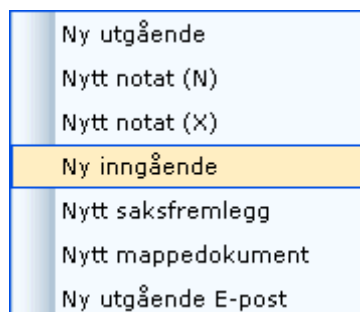 Ny utgående
Nytt notat (N)
Nytt notat (X)
Ny inngående
Nytt saksfremlegg
Nytt mappedokument
Ny utgående E-post